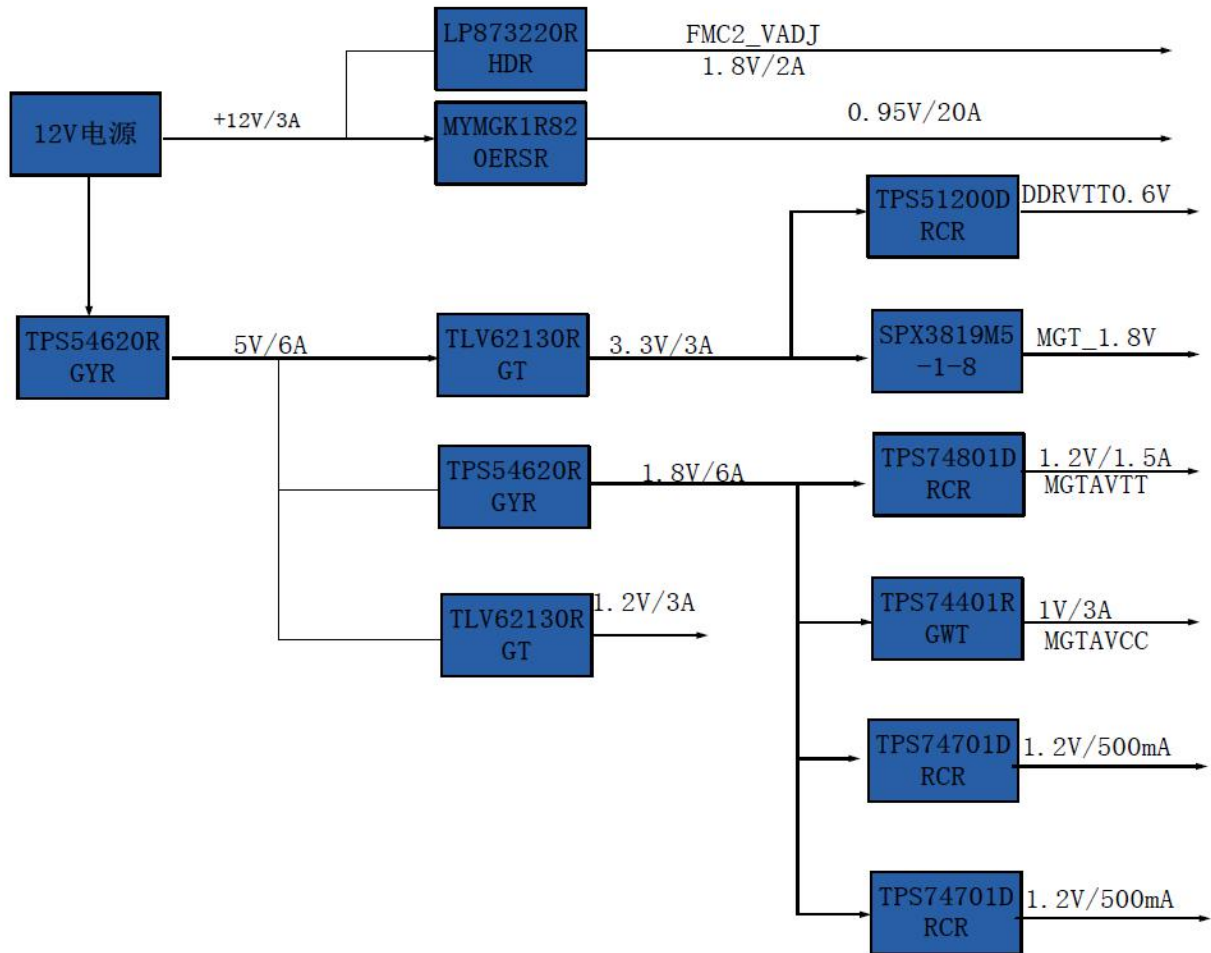 LP873220R
HDR
FMC2_VADJ
1.8V/2A
12V电源
+12V/3A
MYMGK1R82
0ERSR
0.95V/20A
TPS51200D
RCR
DDRVTT0.6V
TPS54620R
GYR
5V/6A
TLV62130R
GT
3.3V/3A
SPX3819M5
-1-8
MGT_1.8V
TPS54620R
GYR
1.8V/6A
TPS74801D
RCR
1.2V/1.5A
MGTAVTT
TLV62130R
GT
1.2V/3A
TPS74401R
GWT
1V/3A
MGTAVCC
TPS74701D
RCR
1.2V/500mA
TPS74701D
RCR
1.2V/500mA